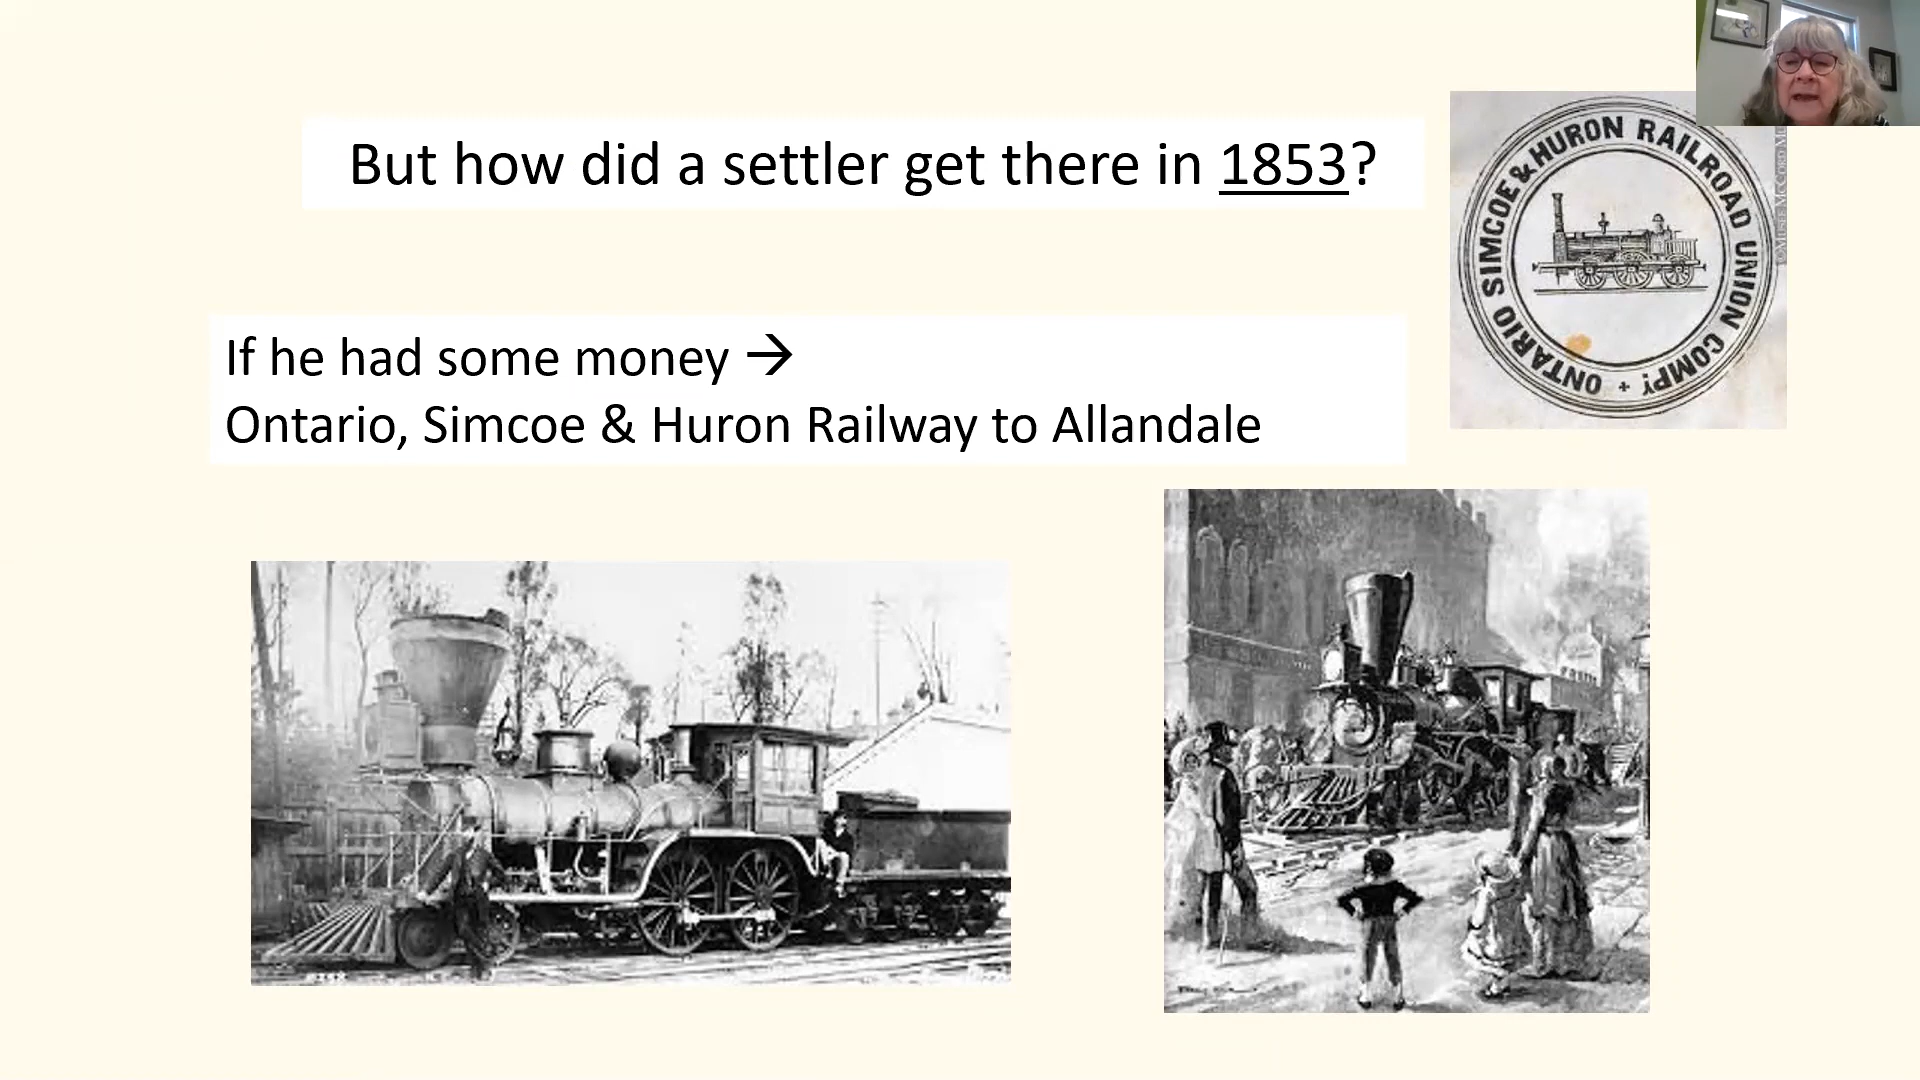 But how did a settler get there in 1853?
ONTARIO SIMCOE & HURON RAILROAD UNION COMPY.
If he had some money →
Ontario, Simcoe & Huron Railway to Allandale